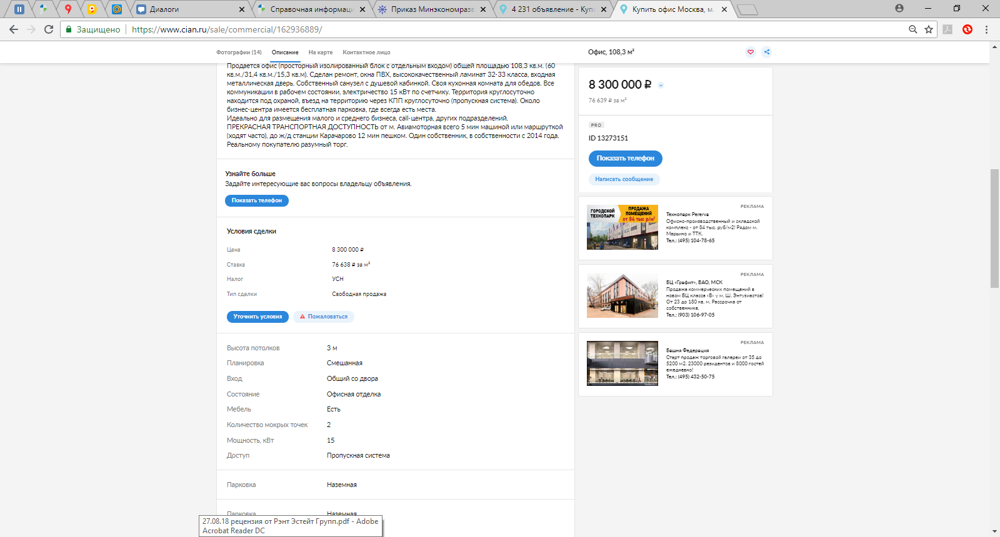 Диалоги
Справочная информаци
Приказ Минэкономразв
4 231 объявление - Купи
Купить офис Москва, м.
Защищено
https://www.cian.ru/sale/commercial/162936889/
Фотографии (14) Описание На карте Контактное лицо
Офис, 108,3 м²
Продается офис (просторный изолированный блок с отдельным входом) общей площадью 108,3 кв.м. (60
кв.м./31,4 кв.м./15,3 кв.м). Сделан ремонт, окна ПВХ, высококачественный ламинат 32-33 класса, входная
металлическая дверь. Собственный санузел с душевой кабинкой. Своя кухонная комната для обедов. Все
коммуникации в рабочем состоянии, электричество 15 кВт по счетчику. Территория круглосуточно
находится под охраной, въезд на территорию через КПП круглосуточно (пропускная система). Около
бизнес-центра имеется бесплатная парковка, где всегда есть места.
Идеально для размещения малого и среднего бизнеса, call-центра, других подразделений.
ПРЕКРАСНАЯ ТРАНСПОРТНАЯ ДОСТУПНОСТЬ от м. Авиамоторная всего 5 мин машиной или маршруткой
(ходят часто), до ж/д станции Карачарово 12 мин пешком. Один собственник, в собственности с 2014 года.
Реальному покупателю разумный торг.
Узнайте больше
Задайте интересующие вас вопросы владельцу объявления.
Показать телефон
Условия сделки
Цена 8 300 000 ₽
Ставка 76 638 ₽ за м²
Налог УСН
Тип сделки Свободная продажа
Уточнить условия Пожаловаться
Высота потолков 3 м
Планировка Смешанная
Вход Общий со двора
Состояние Офисная отделка
Мебель Есть
Количество мокрых точек 2
Мощность, кВт 15
Доступ Пропускная система
Парковка Наземная
Парковка Наземная
27.08.18 рецензия от Рэнт Эстейт Групп.pdf - Adobe
Acrobat Reader DC
8 300 000 ₽
76 639 ₽ за м²
PRO
ID 13273151
Показать телефон
Написать сообщение
РЕКЛАМА
ГОРОДСКОЙ
ТЕХНОПАРК
ПРОДАЖА
ПОМЕЩЕНИЙ
от 84 тыс р/м²
Технопарк Pererva
Офисно-производственный и складской
комплекс - от 84 тыс. руб/м2! Рядом м.
Марьино и ТТК.
Тел.: (495) 104-78-65
РЕКЛАМА
БЦ «Графит», ВАО, МСК
Продажа коммерческих помещений в
новом БЦ класса «В» у м. Ш. Энтузиастов!
От 23 до 180 кв. м. Рассрочка от
собственника.
Тел.: (903) 106-97-05
РЕКЛАМА
Башня Федерация
Старт продаж торговой галереи от 35 до
5200 м2. 23000 резидентов и 8000 гостей
ежедневно!
Тел.: (495) 432-50-75